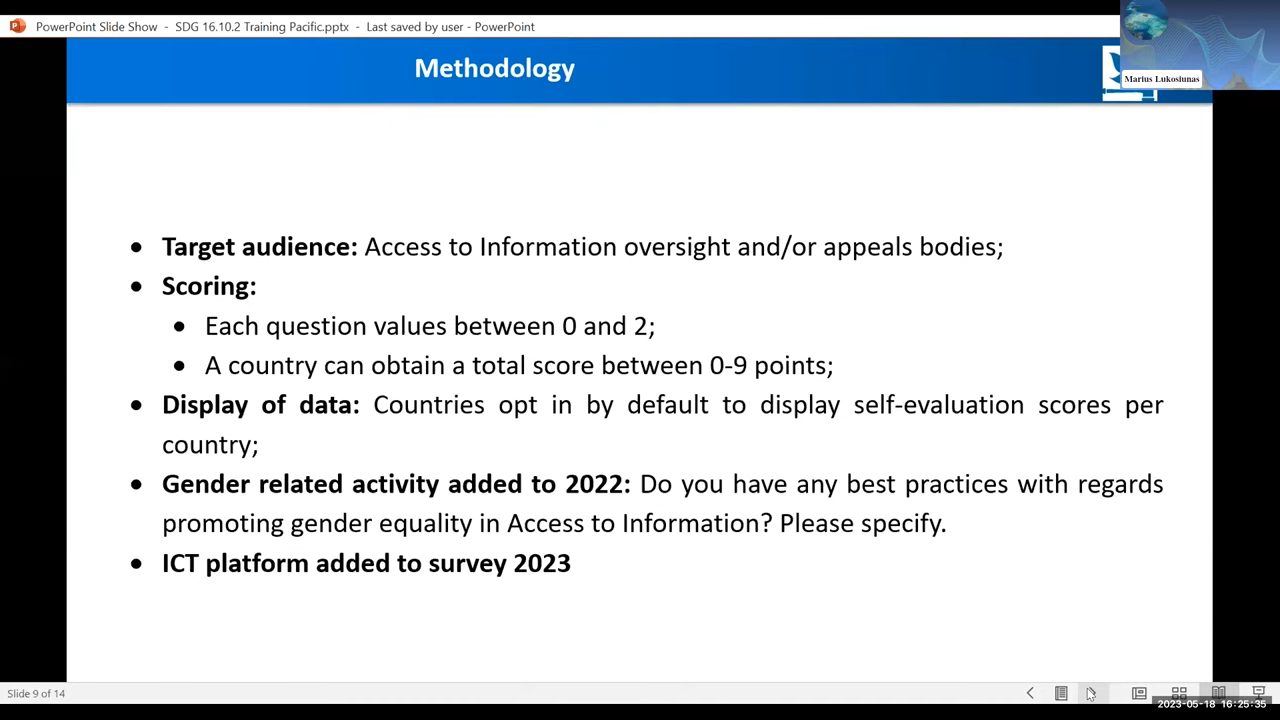 PowerPoint Slide Show - SDG 16.10.2 Training Pacific.pptx - Last saved by user - PowerPoint
Methodology
Marius Lukosiunas
• Target audience: Access to Information oversight and/or appeals bodies;
• Scoring:
• Each question values between 0 and 2;
• A country can obtain a total score between 0-9 points;
• Display of data: Countries opt in by default to display self-evaluation scores per
country;
• Gender related activity added to 2022: Do you have any best practices with regards
promoting gender equality in Access to Information? Please specify.
• ICT platform added to survey 2023
Slide 9 of 14
2023-05-18 16:25:35